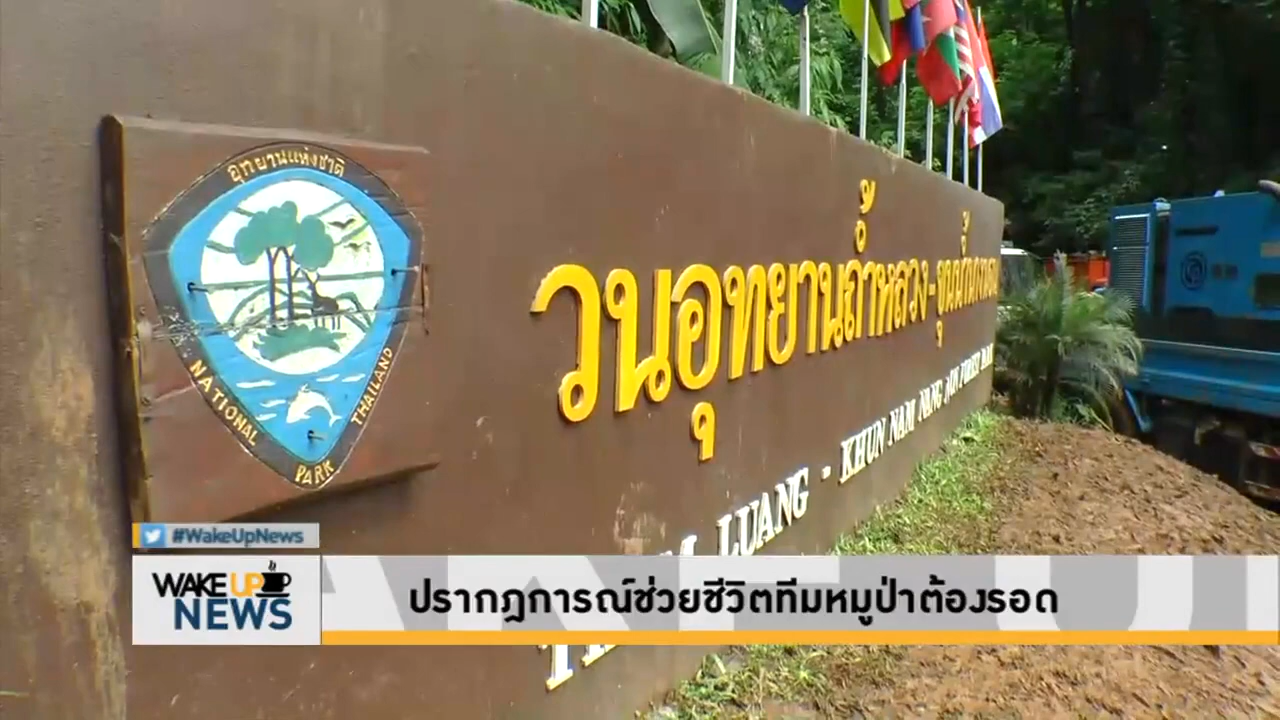 อุทยานแห่งชาติ
NATIONAL PARK THAILAND
วนอุทยานถ้ำหลวง-ขุนน้ำนางนอน
LUANG - KHUN NAM NANG NON FOREST PARK
#WakeUpNews
WAKE UP
NEWS
ปรากฏการณ์ช่วยชีวิตทีมหมูป่าต้องรอด